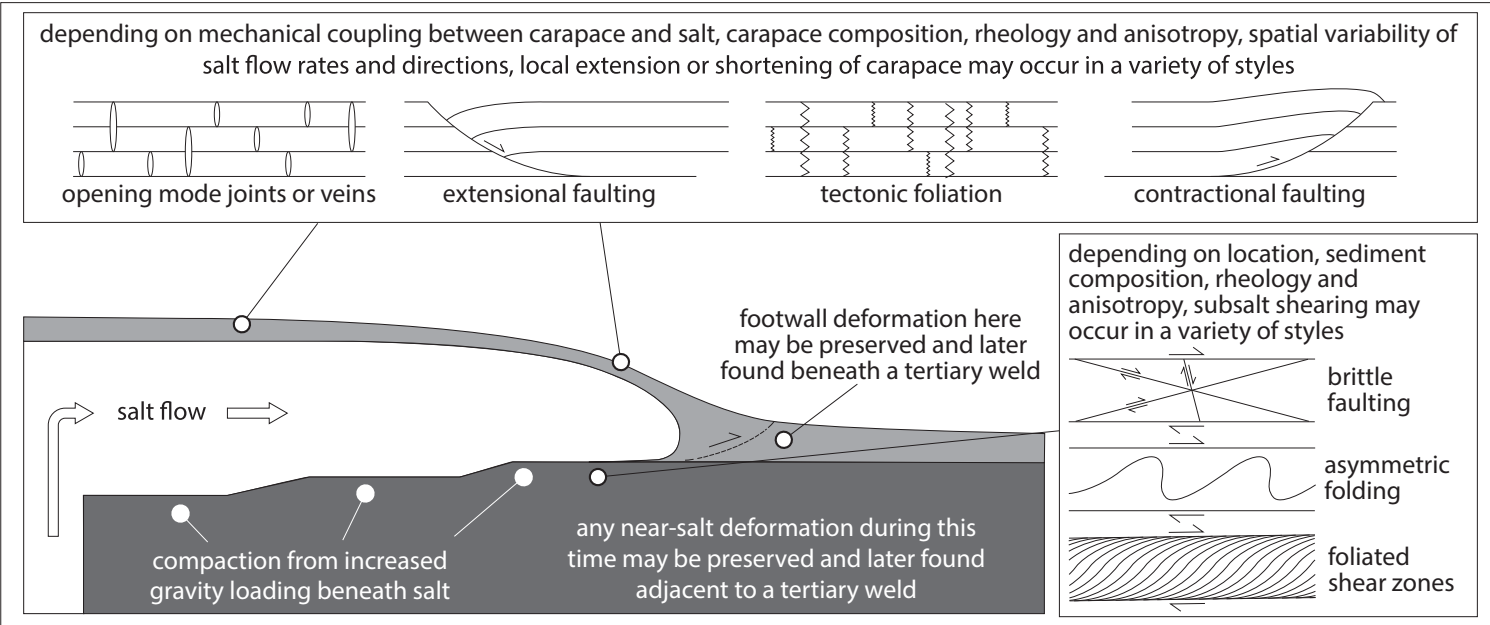 depending on mechanical coupling between carapace and salt, carapace composition, rheology and anisotropy, spatial variability of
salt flow rates and directions, local extension or shortening of carapace may occur in a variety of styles
opening mode joints or veins
extensional faulting
tectonic foliation
contractional faulting
depending on location, sediment
composition, rheology and
anisotropy, subsalt shearing may
occur in a variety of styles
brittle
faulting
asymmetric
folding
foliated
shear zones
footwall deformation here
may be preserved and later
found beneath a tertiary weld
salt flow
compaction from increased
gravity loading beneath salt
any near-salt deformation during this
time may be preserved and later found
adjacent to a tertiary weld